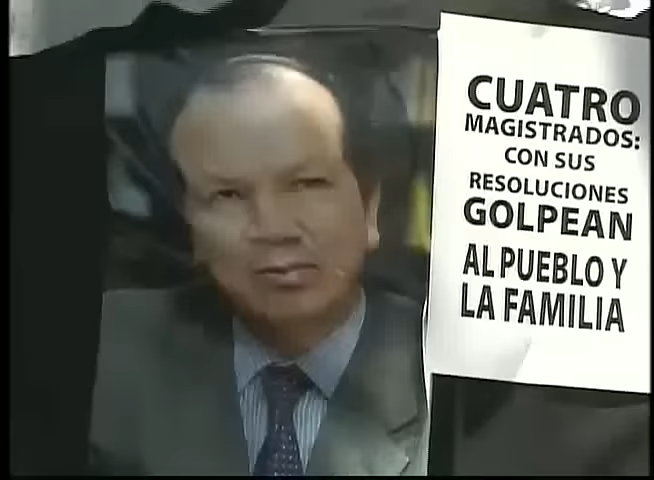 CUATRO
MAGISTRADOS:
CON SUS
RESOLUCIONES
GOLPEAN
AL PUEBLO Y
LA FAMILIA